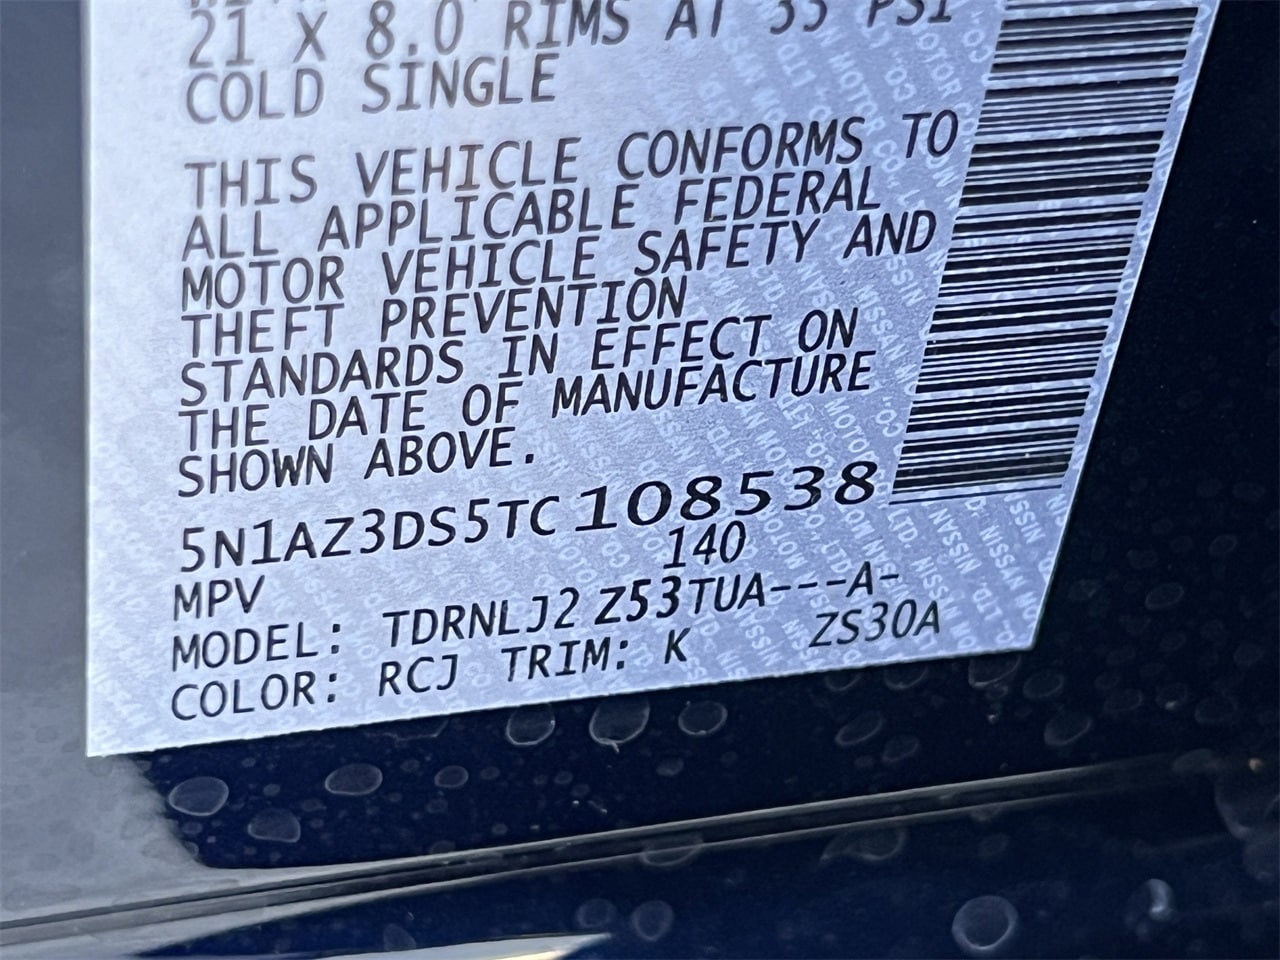 21 X 8.0 RIMS AT 35 PSI
COLD SINGLE
THIS VEHICLE CONFORMS TO
ALL APPLICABLE FEDERAL
MOTOR VEHICLE SAFETY AND
THEFT PREVENTION
STANDARDS IN EFFECT ON
THE DATE OF MANUFACTURE
SHOWN ABOVE.
5N1AZ3DS5TC108538
MPV 140
MODEL: TDRNLJ2 Z53TUA---A-
COLOR: RCJ TRIM: K ZS30A